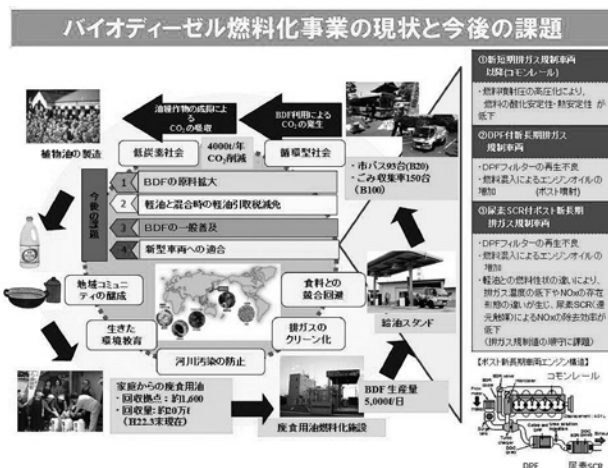 バイオディーゼル燃料化事業の現状と今後の課題
油糧作物の成長による
CO₂の吸収
BDF利用による
CO₂の発生
植物油の製造
低炭素社会
4000t/年
CO₂削減
循環型社会
・市バス93台(B20)
・ごみ収集車150台
(B100)
今後の課題
1 BDFの原料拡大
2 軽油と混合時の軽油引取税減免
3 BDFの一般普及
4 新型車両への適合
地域コミュニ
ティの醸成
食料との
競合回避
生きた
環境教育
排ガスの
クリーン化
河川汚染の防止
給油スタンド
家庭からの廃食用油
・回収拠点:約1,600
・回収量:約20万ℓ
(H22.3末現在)
廃食用油燃料化施設
BDF生産量
5,000ℓ/日
①新短期排ガス規制車両
以降(コモンレール)
・燃料噴射圧の高圧化により、
燃料の酸化安定性・熱安定性が
低下
②DPF付新長期排ガス
規制車両
・DPFフィルターの再生不良
・燃料混入によるエンジンオイルの
増加 (ポスト噴射)
③尿素SCR付ポスト新長期
排ガス規制車両
・DPFフィルターの再生不良
・燃料混入によるエンジンオイルの
増加
・軽油との燃料性状の違いにより、
排ガス温度の低下やNOxの存在
形態の違いが生じ、尿素SCR(還
元触媒)によるNOxの除去効率が
低下
(排ガス規制値の順守に課題)
【ポスト新長期車両エンジン構造】
コモンレール
DPF
尿素SCR